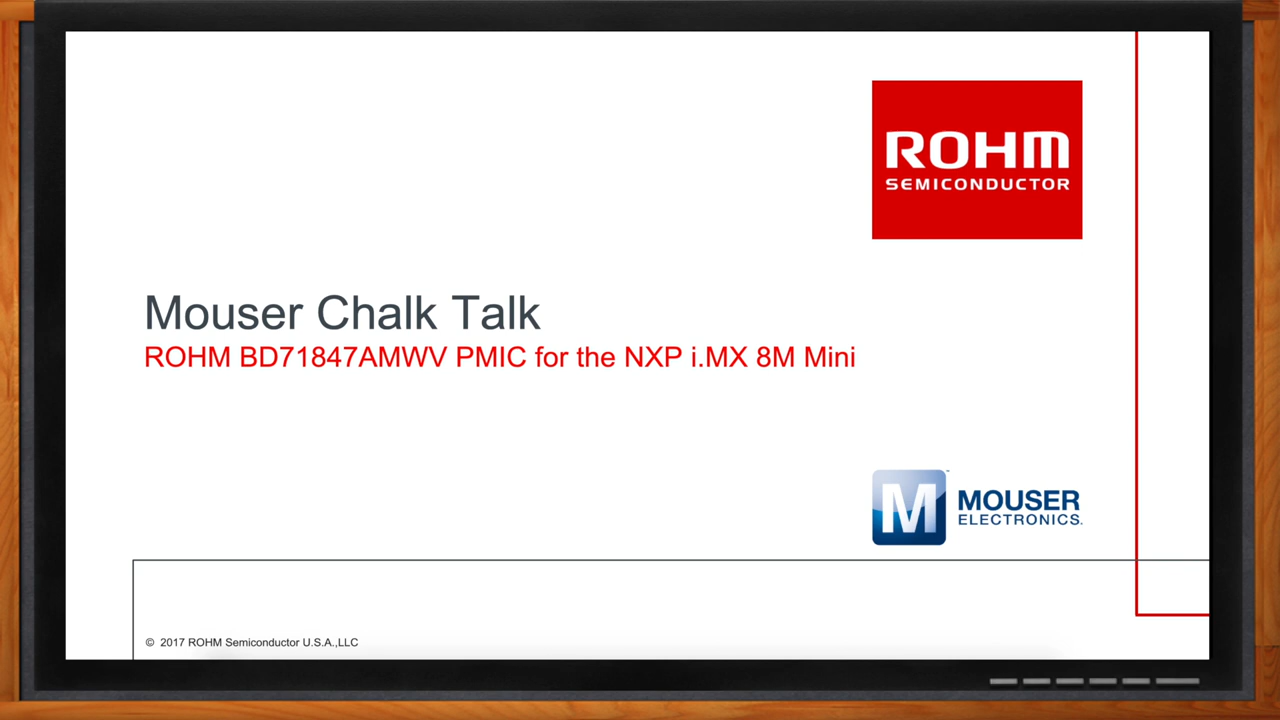 ROHM
SEMICONDUCTOR
Mouser Chalk Talk
ROHM BD71847AMWV PMIC for the NXP i.MX 8M Mini
M
MOUSER
ELECTRONICS.
© 2017 ROHM Semiconductor U.S.A.,LLC